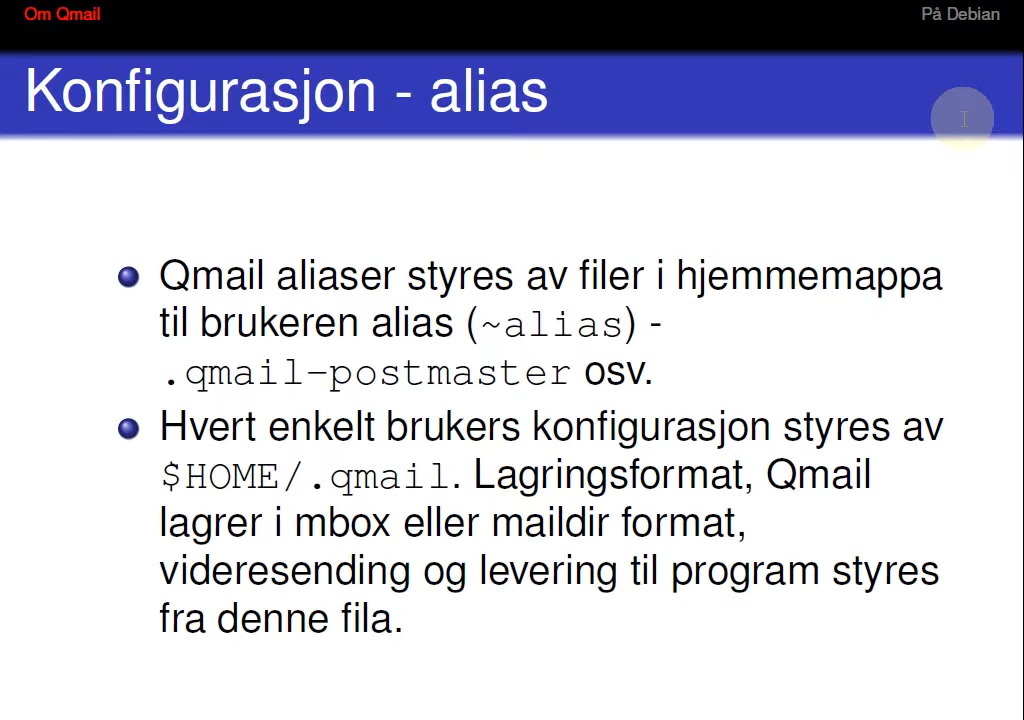 Om Qmail
På Debian
Konfigurasjon - alias
Qmail aliaser styres av filer i hjemmemappa
til brukeren alias (~alias) -
.qmail-postmaster osv.
Hvert enkelt brukers konfigurasjon styres av
$HOME/.qmail. Lagringsformat, Qmail
lagrer i mbox eller maildir format,
videresending og levering til program styres
fra denne fila.